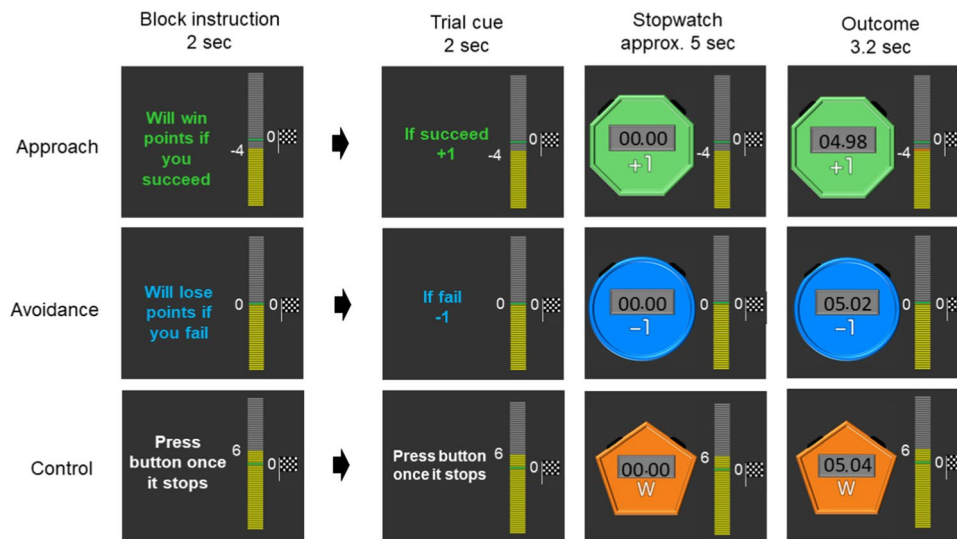 Block instruction
2 sec
Trial cue
2 sec
Stopwatch
approx. 5 sec
Outcome
3.2 sec
Approach
Will win
points if
you
succeed
-4
0
If succeed
+1
-4
0
00.00
+1
-4
0
04.98
+1
-4
0
Avoidance
Will lose
points if
you fail
0
0
If fail
-1
0
0
00.00
-1
0
0
05.02
-1
0
0
Control
Press
button once
it stops
6
0
Press button
once it stops
6
0
00.00
W
6
0
05.04
W
6
0